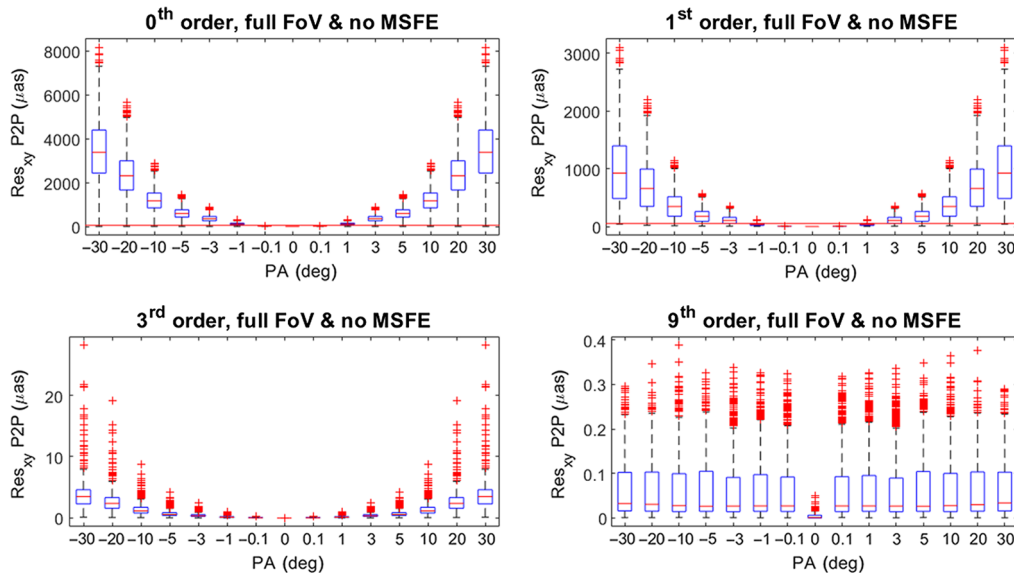 0th order, full FoV & no MSFE
Resxy P2P (μas)
8000
6000
4000
2000
0
−30 −20 −10 −5 −3 −1 −0.1 0 0.1 1 3 5 10 20 30
PA (deg)
1st order, full FoV & no MSFE
Resxy P2P (μas)
3000
2000
1000
0
−30 −20 −10 −5 −3 −1 −0.1 0 0.1 1 3 5 10 20 30
PA (deg)
3rd order, full FoV & no MSFE
Resxy P2P (μas)
20
10
0
−30 −20 −10 −5 −3 −1 −0.1 0 0.1 1 3 5 10 20 30
PA (deg)
9th order, full FoV & no MSFE
Resxy P2P (μas)
0.4
0.3
0.2
0.1
0
−30 −20 −10 −5 −3 −1 −0.1 0 0.1 1 3 5 10 20 30
PA (deg)